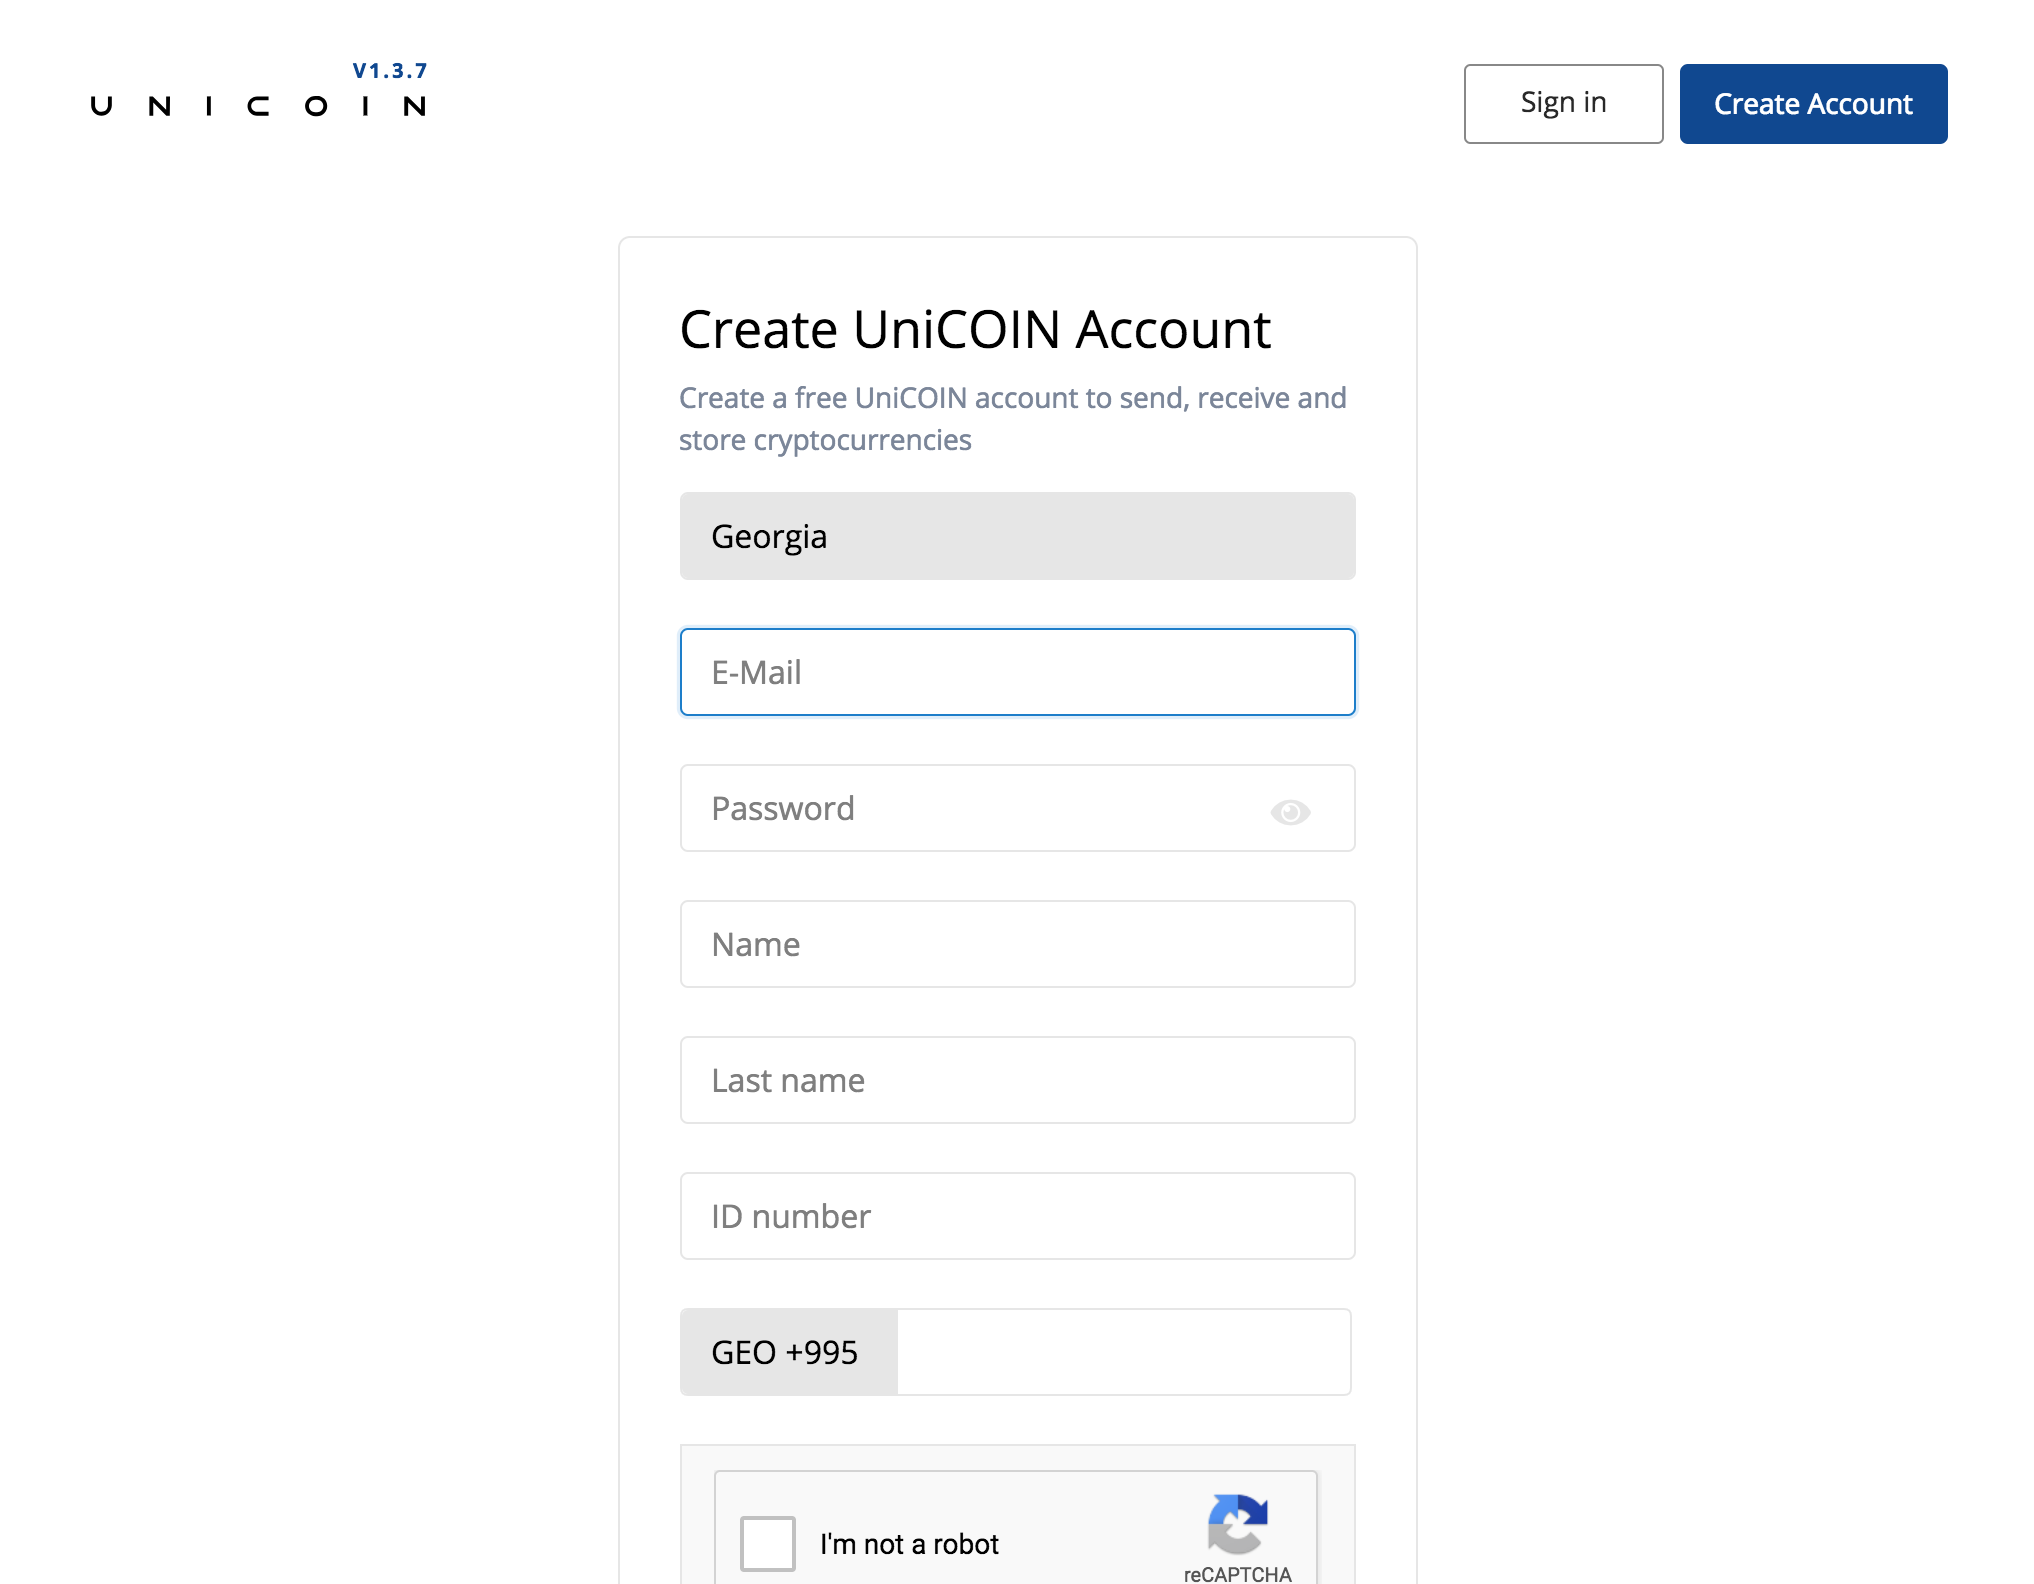 V1.3.7
UNICOIN
Sign in
Create Account
Create UniCOIN Account
Create a free UniCOIN account to send, receive and
store cryptocurrencies
Georgia
E-Mail
Password
Name
Last name
ID number
GEO +995
I'm not a robot
reCAPTCHA